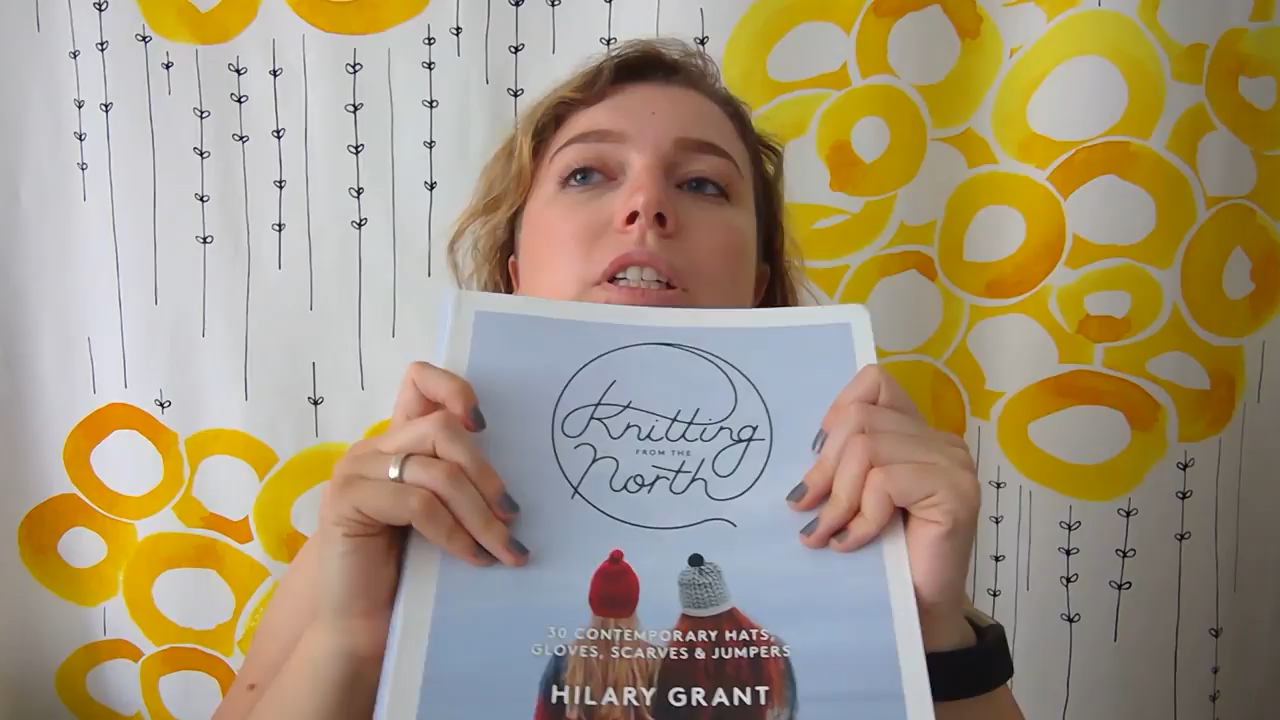 Knitting
FROM THE
North
30 CONTEMPORARY HATS,
GLOVES, SCARVES & JUMPERS
HILARY GRANT